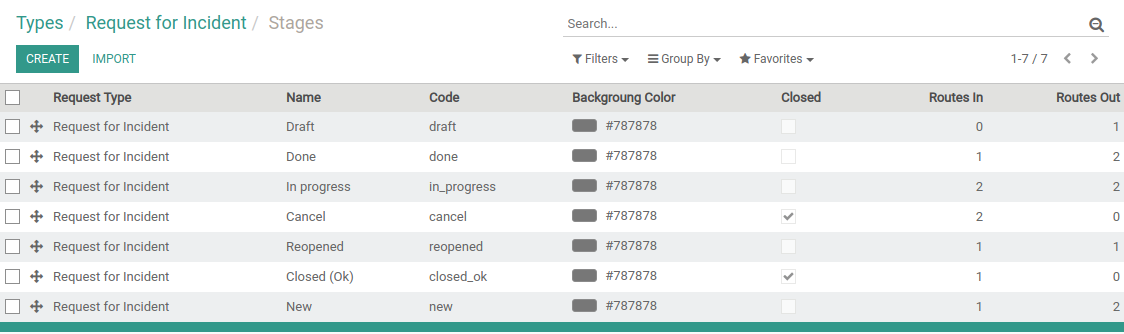 Types / Request for Incident / Stages
Search...
CREATE IMPORT
Filters Group By Favorites 1-7 / 7
Request Type Name Code Backgroung Color Closed Routes In Routes Out
Request for Incident Draft draft #787878 0 1
Request for Incident Done done #787878 1 2
Request for Incident In progress in_progress #787878 2 2
Request for Incident Cancel cancel #787878 2 0
Request for Incident Reopened reopened #787878 1 1
Request for Incident Closed (Ok) closed_ok #787878 1 0
Request for Incident New new #787878 1 2